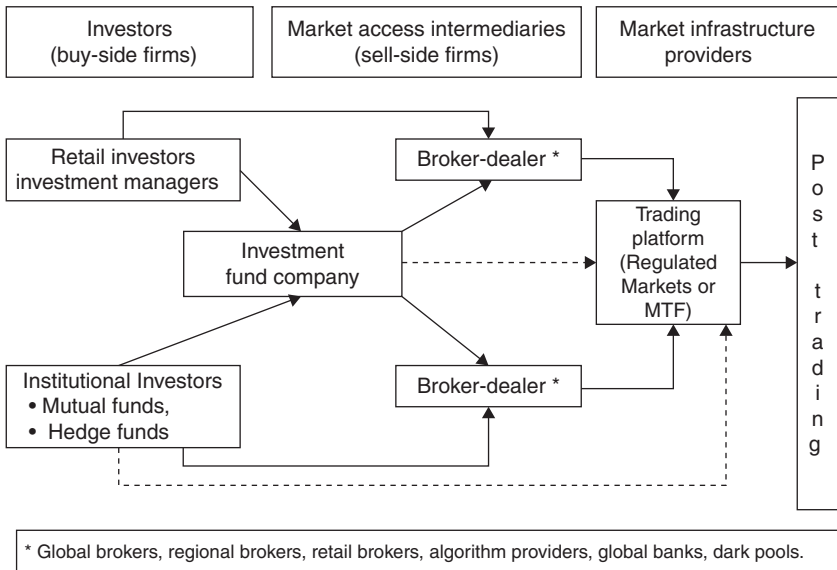 Investors
(buy-side firms)
Market access intermediaries
(sell-side firms)
Market infrastructure
providers
Retail investors
investment managers
Broker-dealer *
Investment
fund company
Trading
platform
(Regulated
Markets or
MTF)
Post trading
Institutional Investors
• Mutual funds,
• Hedge funds
Broker-dealer *
* Global brokers, regional brokers, retail brokers, algorithm providers, global banks, dark pools.